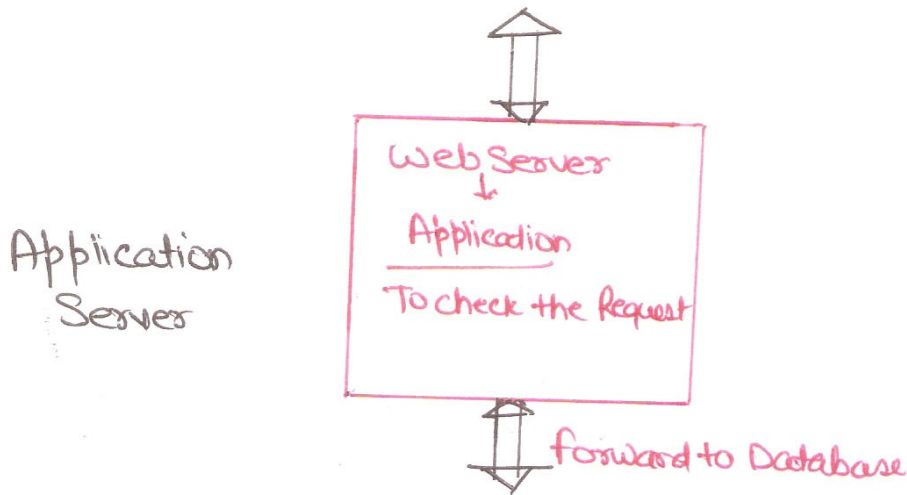 Web Server
↓
Application
To check the Request
Application
Server
forward to Database